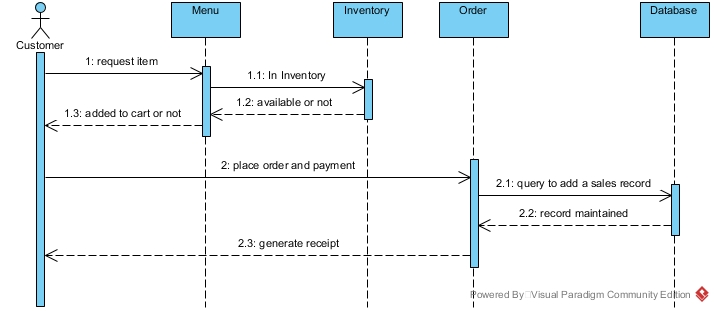 Menu
Inventory
Order
Database
Customer
1: request item
1.1: In Inventory
1.2: available or not
1.3: added to cart or not
2: place order and payment
2.1: query to add a sales record
2.2: record maintained
2.3: generate receipt
Powered By Visual Paradigm Community Edition